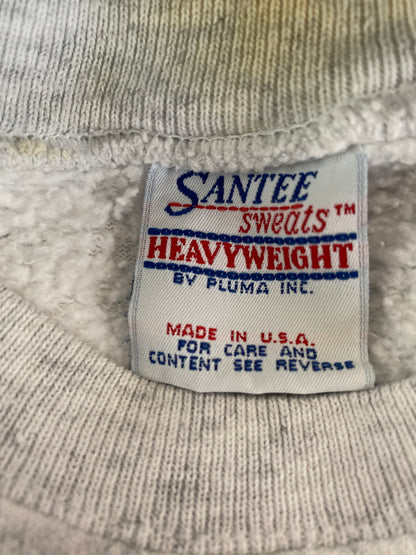 SANTEE
sweats™
HEAVYWEIGHT
BY PLUMA INC.
MADE IN U.S.A.
FOR CARE AND
CONTENT SEE REVERSE